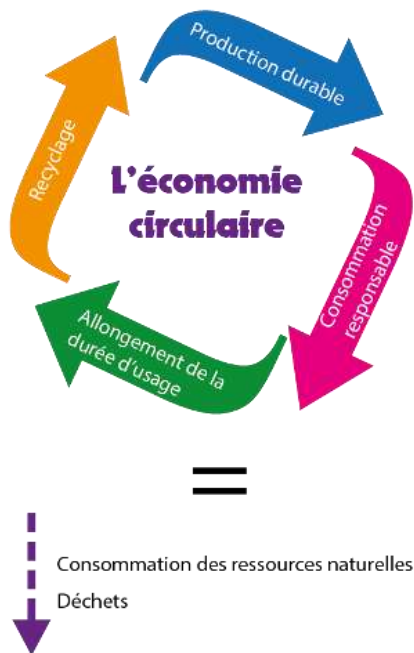 Production durable
Recyclage
L'économie
circulaire
Consommation
responsable
Allongement de la
durée d'usage
=
Consommation des ressources naturelles
Déchets